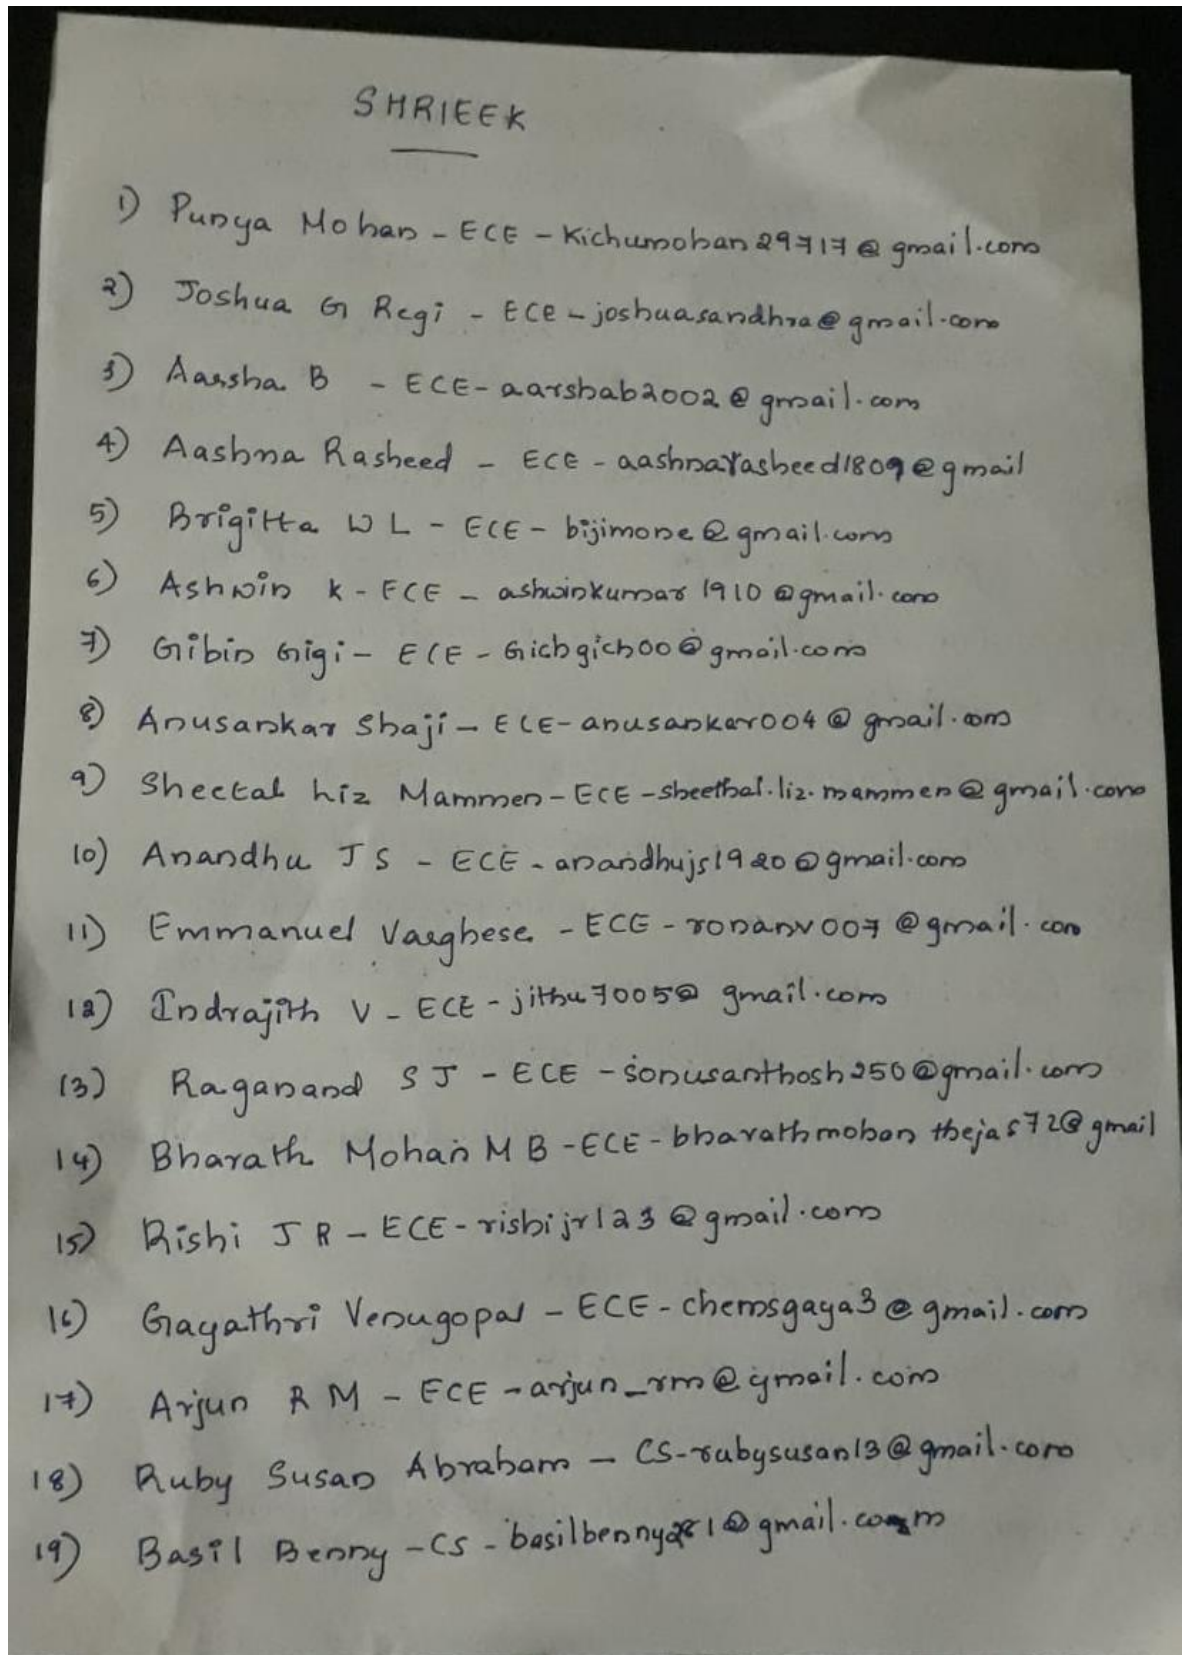 SHRIEEK
1) Punya Mohan - ECE - Kichumohan29717@gmail.com
2) Joshua G Regi - ECE - joshuasandhra@gmail.com
3) Aarsha B - ECE - aarshab2002@gmail.com
4) Aashna Rasheed - ECE - aashnarasheed1809@gmail
5) Brigitta W L - ECE - bijimone@gmail.com
6) Ashwin K - ECE - ashwinkumar1910@gmail.com
7) Gibin Gigi - ECE - Gichgich00@gmail.com
8) Anusankar Shaji - ECE - anusankar004@gmail.com
9) Sheetal Liz Mammen - ECE - sheethal.liz.mammen@gmail.com
10) Anandhu J S - ECE - anandhujs1920@gmail.com
11) Emmanuel Varghese - ECE - ronanv007@gmail.com
12) Indrajith V - ECE - jithu7005@gmail.com
13) Raganand S J - ECE - sonusanthosh250@gmail.com
14) Bharath Mohan M B - ECE - bharathmohan thejas72@gmail
15) Rishi J R - ECE - rishijr123@gmail.com
16) Gayathri Venugopal - ECE - chemsgaya3@gmail.com
17) Arjun R M - ECE - arjun_rm@gmail.com
18) Ruby Susan Abraham - CS - rubysusan13@gmail.com
19) Basil Benny - CS - basilbenny281@gmail.com